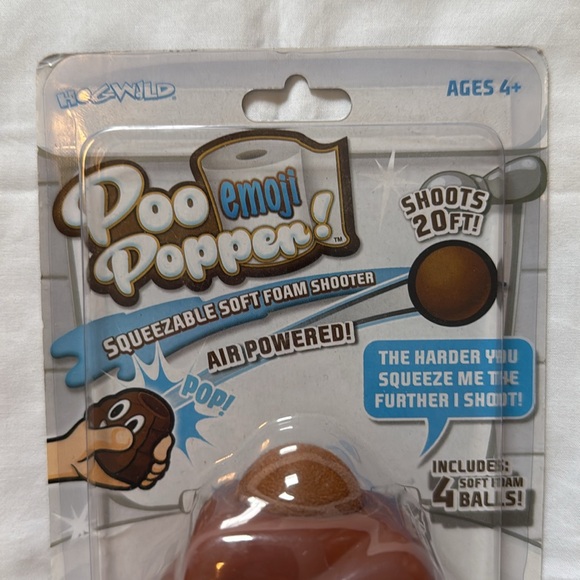 HOGWILD
AGES 4+
Poo emoji
Popper!™
SHOOTS
20FT!
SQUEEZABLE SOFT FOAM SHOOTER
AIR POWERED!
POP!
THE HARDER YOU
SQUEEZE ME THE
FURTHER I SHOOT!
INCLUDES:
4 SOFT FOAM
BALLS!